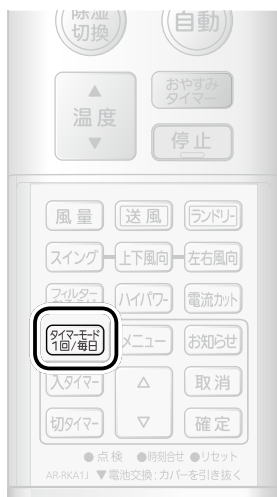 除湿
切換
自動
▲
温度
▼
おやすみ
タイマー
停止
風量
送風
ランドリー
スイング
上下風向
左右風向
フィルター
ハイパワー
電流カット
タイマーモード
1回/毎日
メニュー
お知らせ
入タイマー
△
取消
切タイマー
▽
確定
●点検 ●時刻合せ ●リセット
AR-RKA1J ▼電池交換:カバーを引き抜く